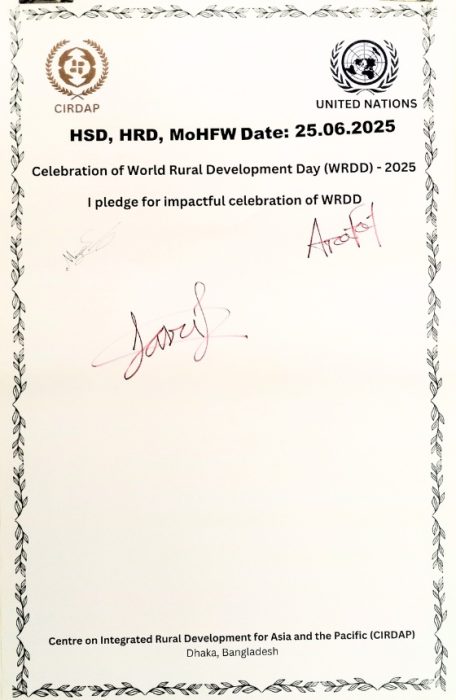 CIRDAP
UNITED NATIONS
HSD, HRD, MoHFW Date: 25.06.2025
Celebration of World Rural Development Day (WRDD) - 2025
I pledge for impactful celebration of WRDD
Centre on Integrated Rural Development for Asia and the Pacific (CIRDAP)
Dhaka, Bangladesh